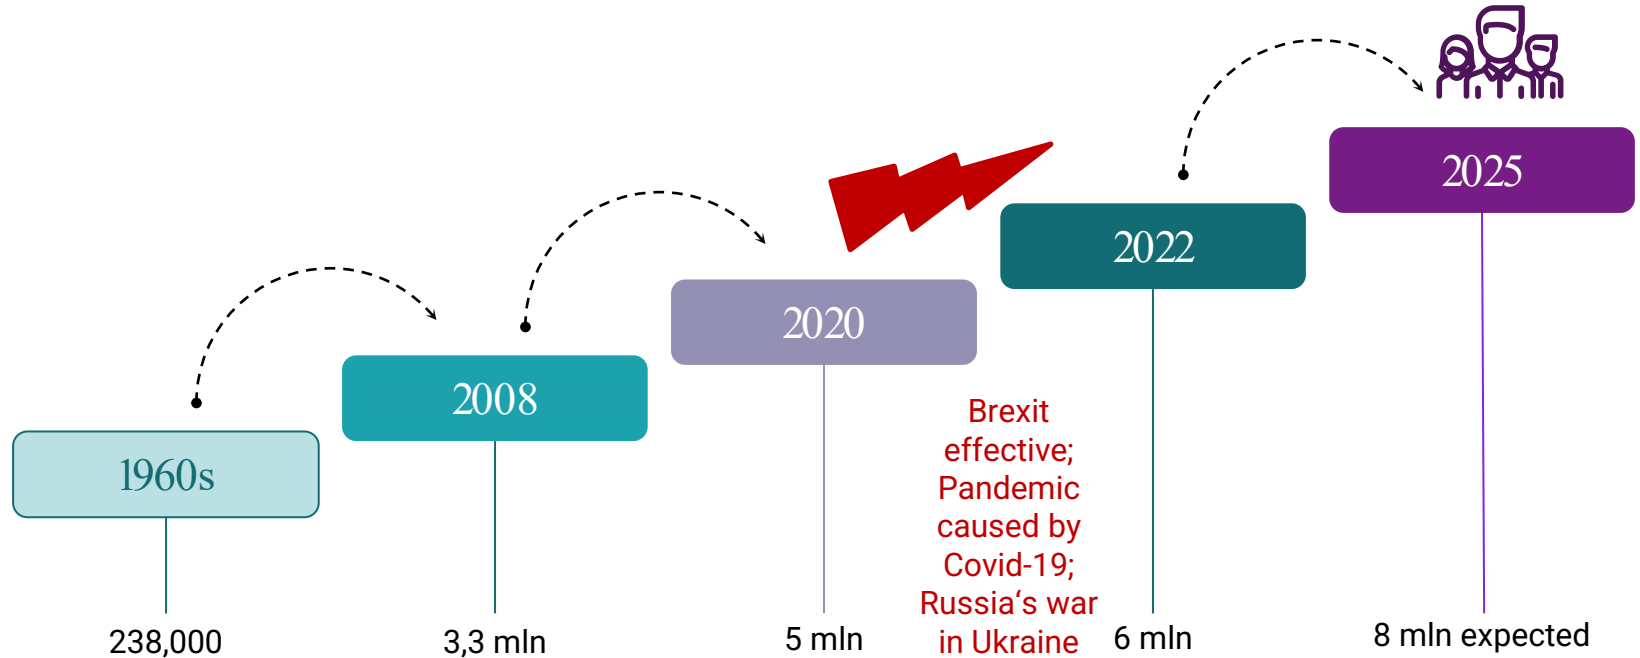 1960s
2008
2020
2022
2025
238,000
3,3 mln
5 mln
Brexit
effective;
Pandemic
caused by
Covid-19;
Russia‘s war
in Ukraine
6 mln
8 mln expected